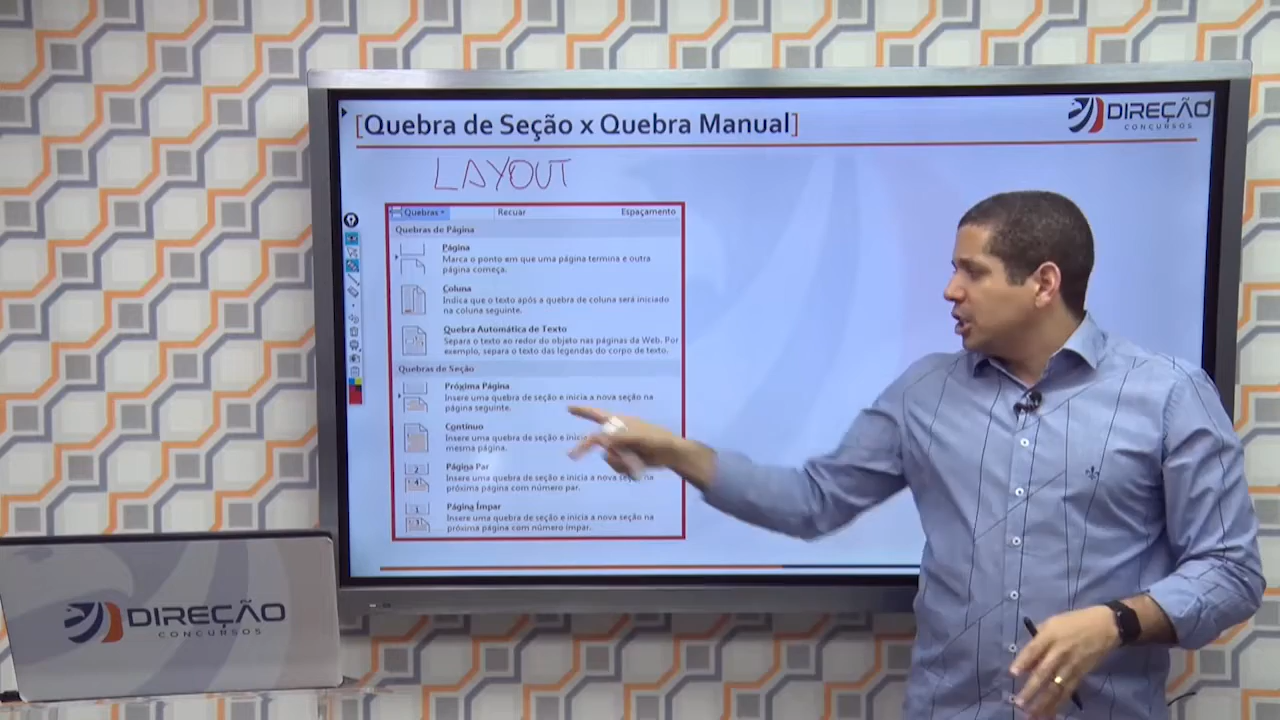 [Quebra de Seção x Quebra Manual]
DIREÇÃO
CONCURSOS
LAYOUT
Quebras
Recuar
Espaçamento
Quebras de Página
Página
Marca o ponto em que uma página termina e outra
página começa.
Coluna
Indica que o texto após a quebra de coluna será iniciado
na coluna seguinte.
Quebra Automática de Texto
Separa o texto ao redor do objeto nas páginas da Web. Por
exemplo, separa o texto das legendas do corpo de texto.
Quebras de Seção
Próxima Página
Insere uma quebra de seção e inicia a nova seção na
página seguinte.
Contínuo
Insere uma quebra de seção e
mesma página.
2
4
Página Par
Insere uma quebra de seção e inicia a nova seção na
próxima página com número par.
1
3
Página Ímpar
Insere uma quebra de seção e inicia a nova seção na
próxima página com número ímpar.
DIREÇÃO
CONCURSOS